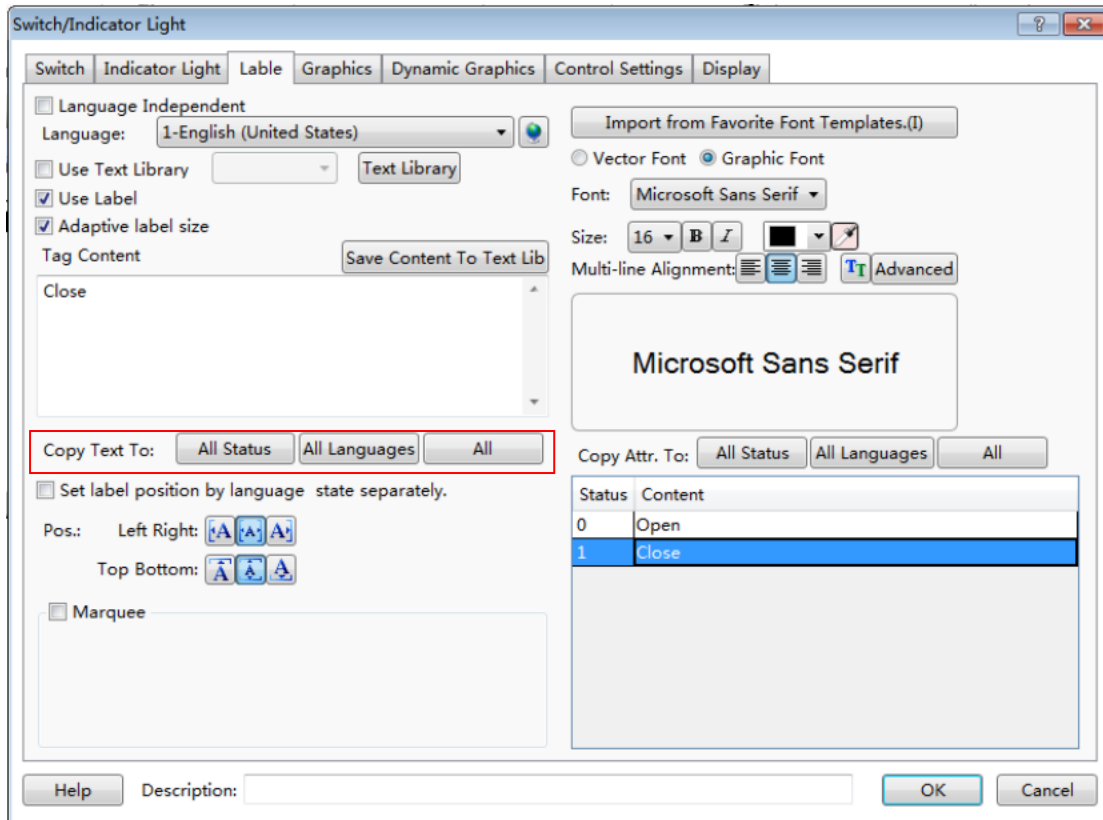 Switch/Indicator Light
Switch Indicator Light Lable Graphics Dynamic Graphics Control Settings Display
Language Independent
Language: 1-English (United States)
Use Text Library Text Library
Use Label
Adaptive label size
Tag Content Save Content To Text Lib
Close
Copy Text To: All Status All Languages All
Set label position by language state separately.
Pos.: Left Right: A A A
Top Bottom: A A A
Marquee
Import from Favorite Font Templates.(I)
Vector Font Graphic Font
Font: Microsoft Sans Serif
Size: 16 B I
Multi-line Alignment: TT Advanced
Microsoft Sans Serif
Copy Attr. To: All Status All Languages All
Status Content
0 Open
1 Close
Help Description: OK Cancel